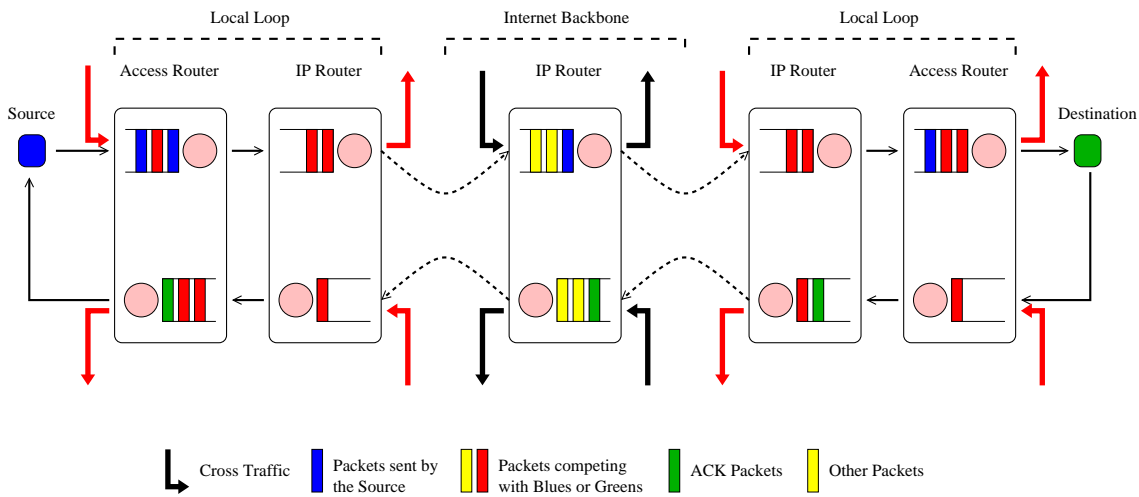 Local Loop
Internet Backbone
Local Loop
Access Router
IP Router
IP Router
IP Router
Access Router
Source
Destination
Cross Traffic
Packets sent by
the Source
Packets competing
with Blues or Greens
ACK Packets
Other Packets